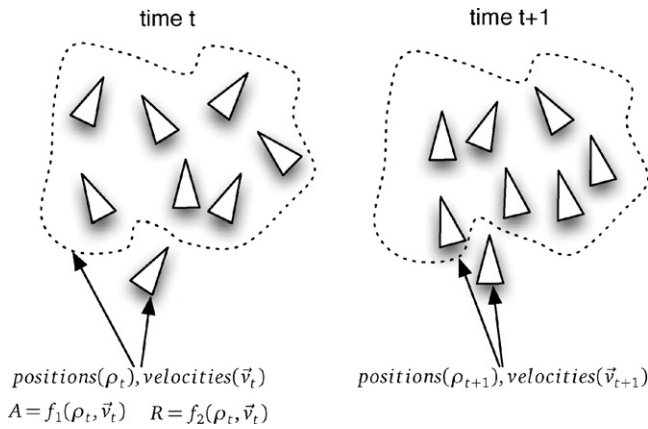 time t
time t+1
positions(ρₜ), velocities(v⃗ₜ)
A = f₁(ρₜ, v⃗ₜ) R = f₂(ρₜ, v⃗ₜ)
positions(ρₜ₊₁), velocities(v⃗ₜ₊₁)